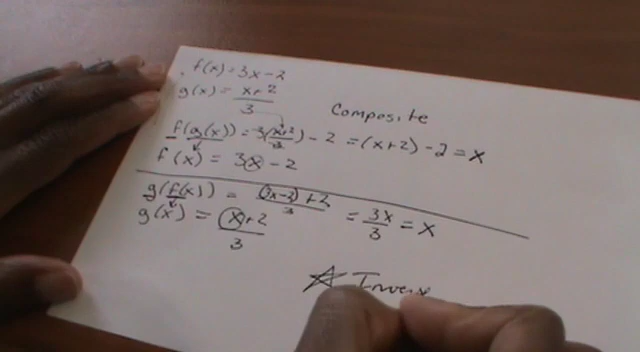 f(x) = 3x - 2
g(x) = (x+2)/3
Composite
f(g(x)) = 3((x+2)/3) - 2 = (x+2) - 2 = x
f(x) = 3x - 2
g(f(x)) = ((3x-2)+2)/3 = 3x/3 = x
g(x) = (x+2)/3
☆ Inverse